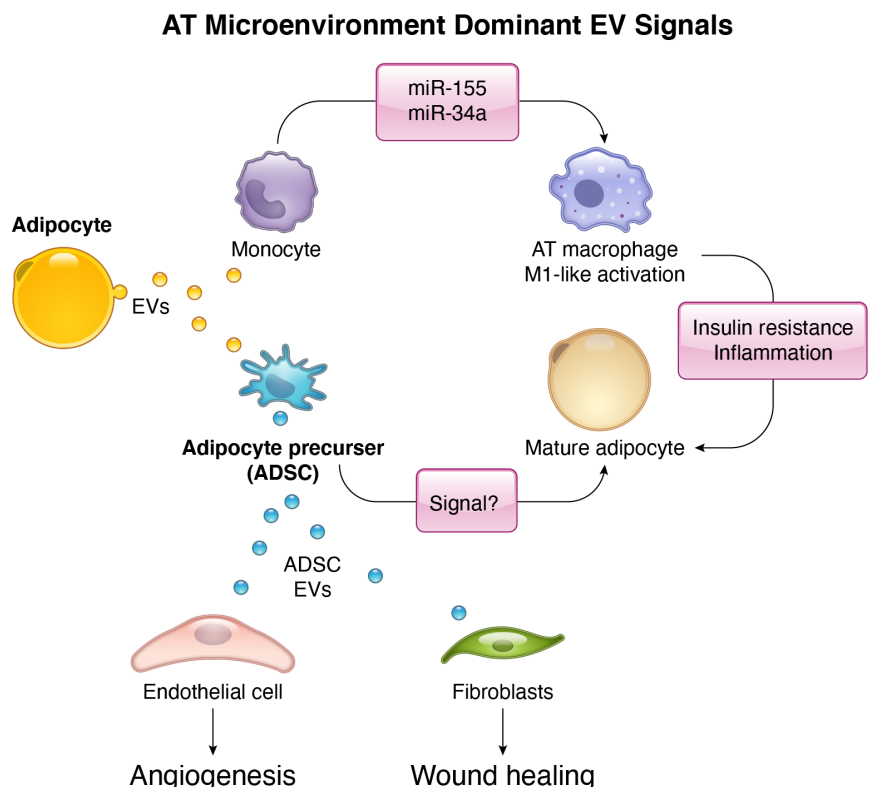 AT Microenvironment Dominant EV Signals
miR-155
miR-34a
Adipocyte
Monocyte
AT macrophage
M1-like activation
EVs
Insulin resistance
Inflammation
Adipocyte precurser
(ADSC)
Mature adipocyte
Signal?
ADSC
EVs
Endothelial cell
Fibroblasts
Angiogenesis
Wound healing